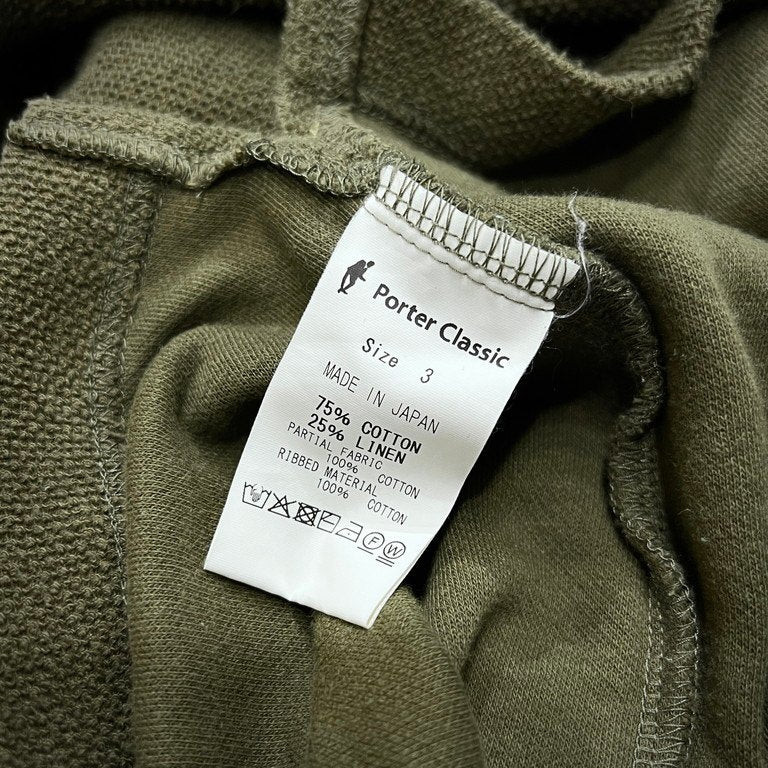 Porter Classic
Size 3
MADE IN JAPAN
75% COTTON
25% LINEN
PARTIAL FABRIC
100% COTTON
RIBBED MATERIAL
100% COTTON
F W